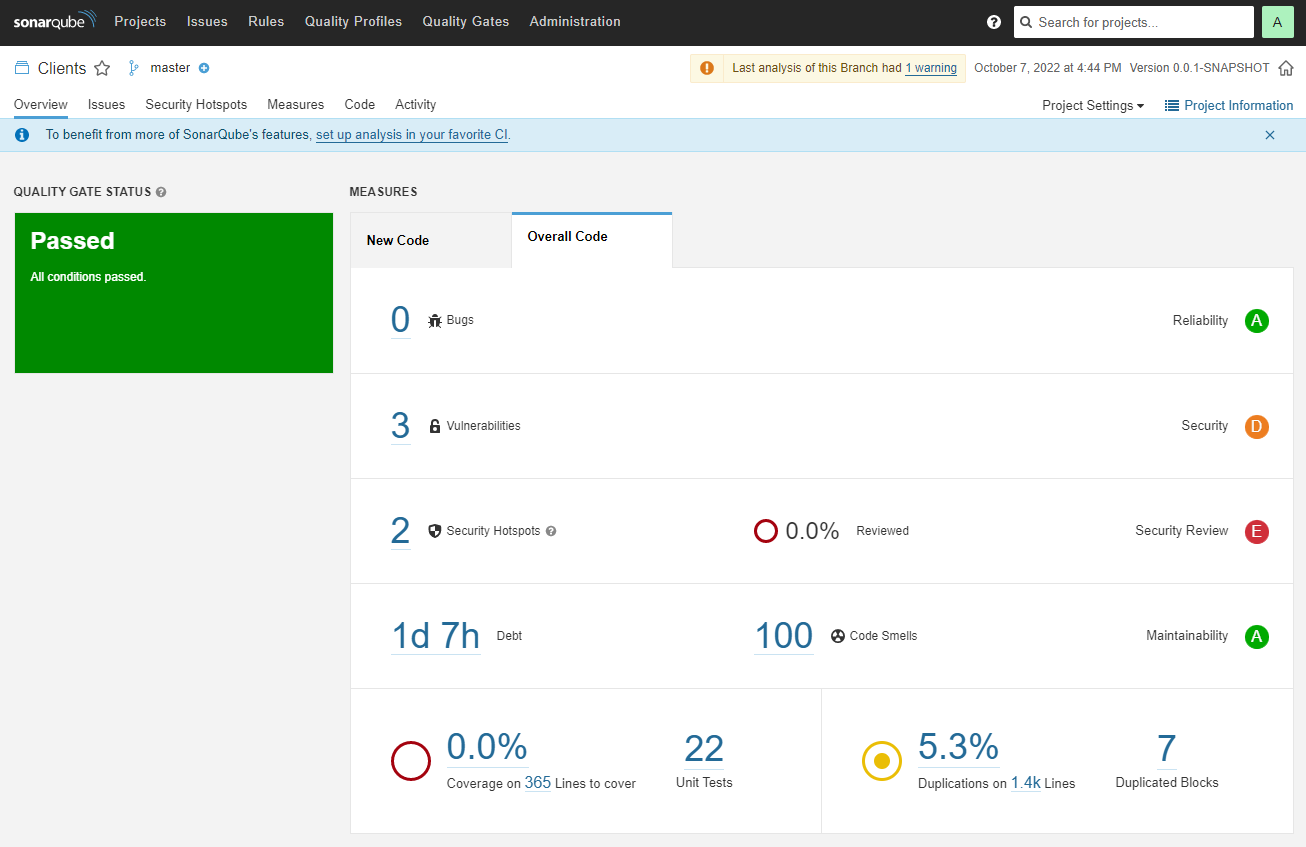 sonarqube Projects Issues Rules Quality Profiles Quality Gates Administration ? Search for projects... A
Clients master Last analysis of this Branch had 1 warning October 7, 2022 at 4:44 PM Version 0.0.1-SNAPSHOT
Overview Issues Security Hotspots Measures Code Activity Project Settings Project Information
To benefit from more of SonarQube's features, set up analysis in your favorite CI.
QUALITY GATE STATUS ?
Passed
All conditions passed.
MEASURES
New Code Overall Code
0 Bugs Reliability A
3 Vulnerabilities Security D
2 Security Hotspots ? 0.0% Reviewed Security Review E
1d 7h Debt 100 Code Smells Maintainability A
0.0% 22 5.3% 7
Coverage on 365 Lines to cover Unit Tests Duplications on 1.4k Lines Duplicated Blocks